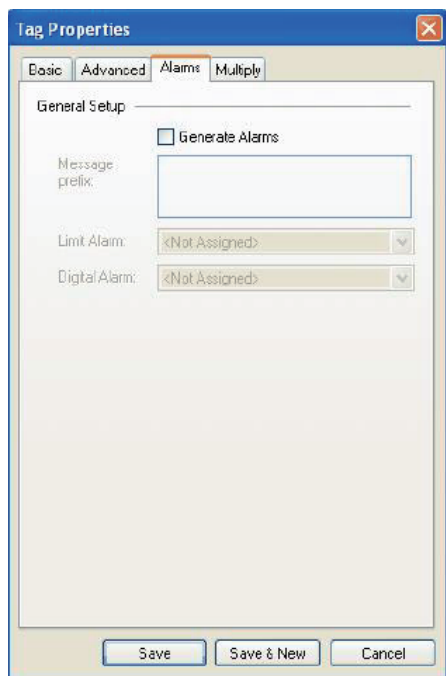 Tag Properties
Basic Advanced Alarms Multiply
General Setup
Generate Alarms
Message
prefix:
Limit Alarm: <Not Assigned>
Digital Alarm: <Not Assigned>
Save Save & New Cancel